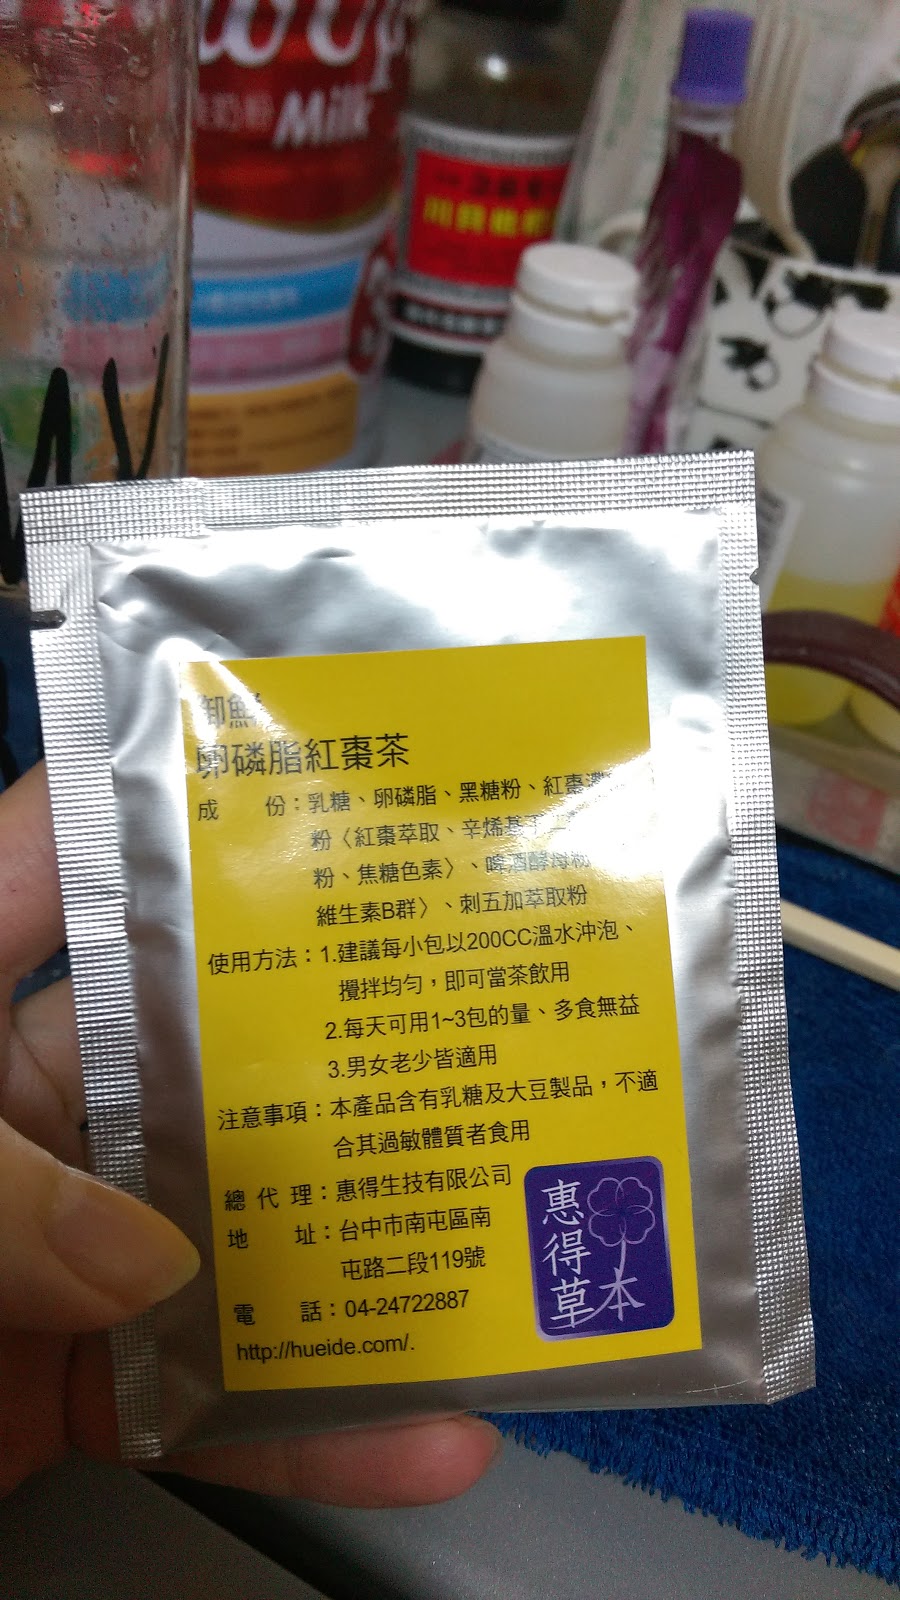 Milk
御鮮
卵磷脂紅棗茶
成 份：乳糖、卵磷脂、黑糖粉、紅棗濃
粉〈紅棗萃取、辛烯基丁二
粉、焦糖色素〉、啤酒酵母粉
維生素B群〉、刺五加萃取粉
使用方法：1.建議每小包以200CC溫水沖泡、
攪拌均勻，即可當茶飲用
2.每天可用1~3包的量、多食無益
3.男女老少皆適用
注意事項：本產品含有乳糖及大豆製品，不適
合其過敏體質者食用
總 代 理：惠得生技有限公司
地 址：台中市南屯區南
屯路二段119號
電 話：04-24722887
http://hueide.com/.
惠得草本